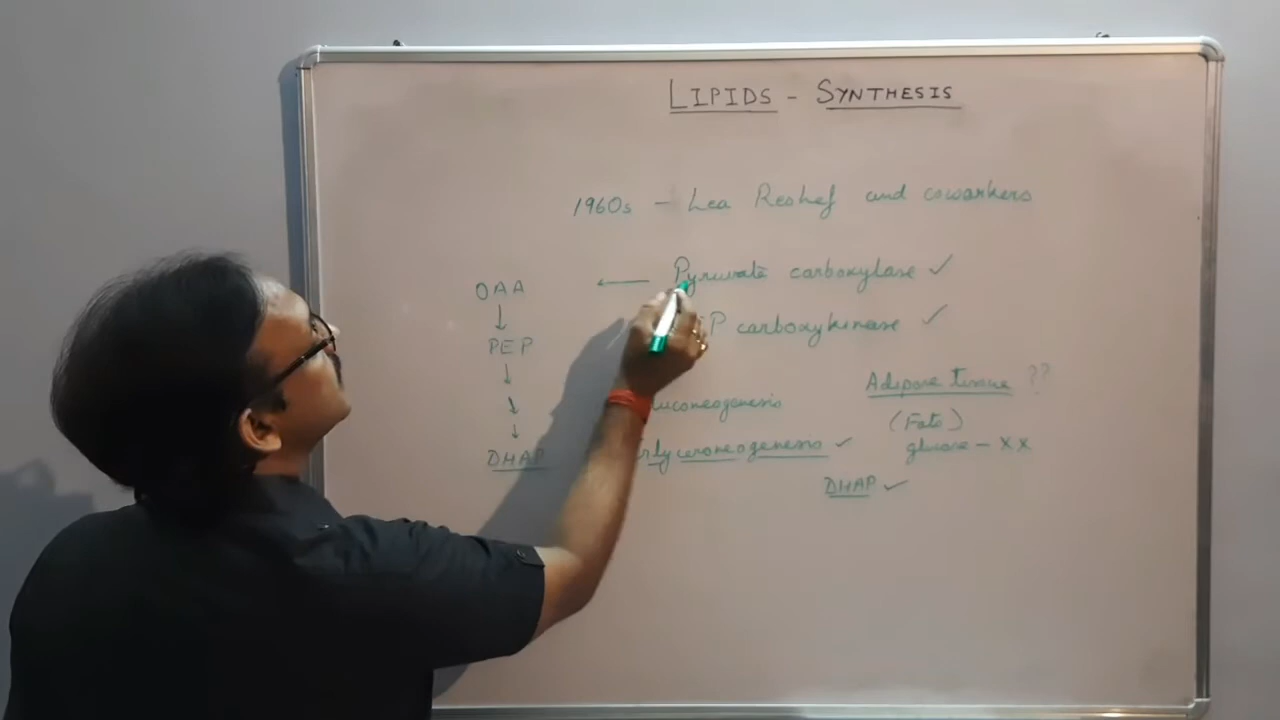 LIPIDS - SYNTHESIS
1960s - Lea Reshef and coworkers
OAA ← Pyruvate carboxylase ✓
↓
PEP
P carboxykinase ✓
↓
↓
↓
DHAP
uconeogenesis
glyceroneogenesis ✓
Adipose tissue ??
(Fats)
glucose - X X
DHAP ✓